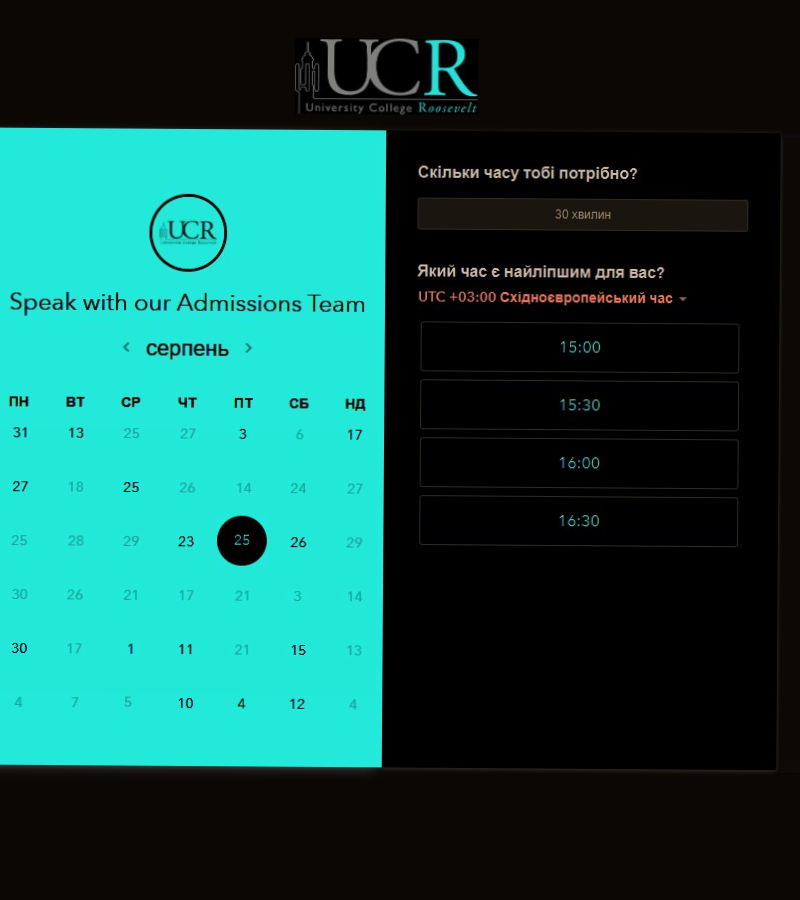 UCR
University College Roosevelt
UCR
University College Roosevelt
Speak with our Admissions Team
серпень
ПН ВТ СР ЧТ ПТ СБ НД
31 13 25 27 3 6 17
27 18 25 26 14 24 27
25 28 29 23 25 26 29
30 26 21 17 21 3 14
30 17 1 11 21 15 13
4 7 5 10 4 12 4
Скільки часу тобі потрібно?
30 хвилин
Який час є найліпшим для вас?
UTC +03:00 Східноєвропейський час
15:00
15:30
16:00
16:30